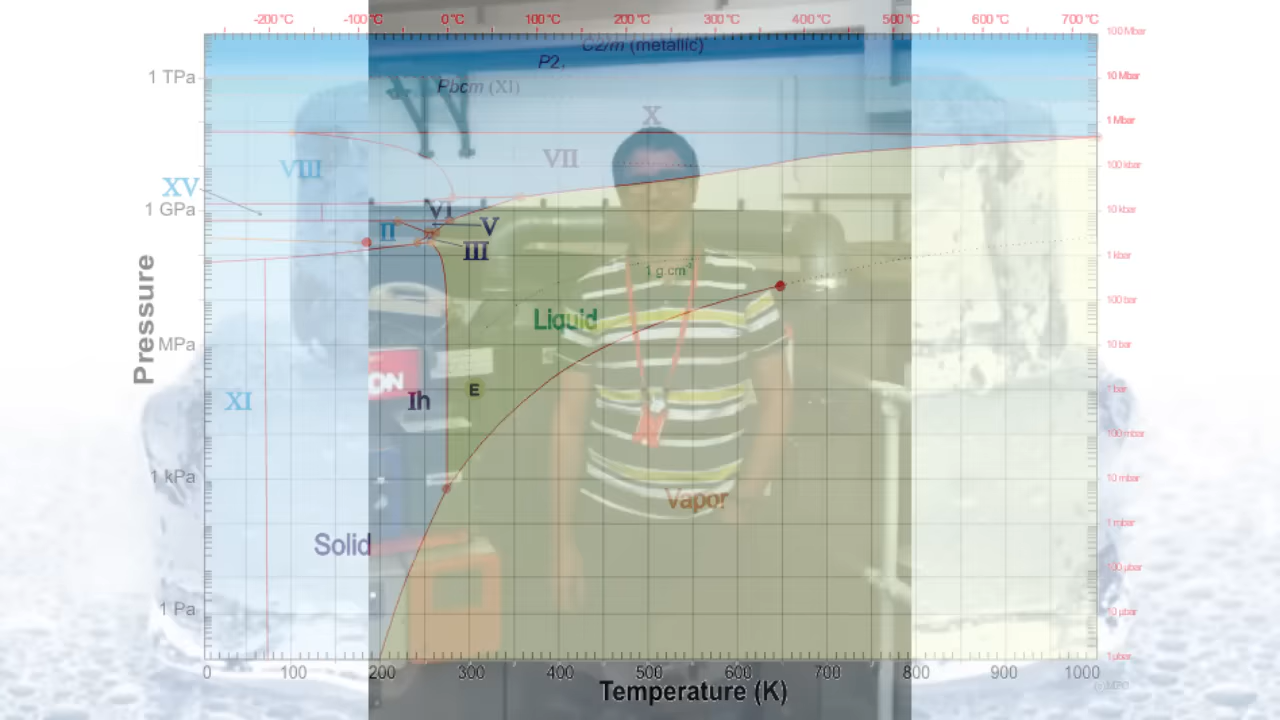 -200 °C -100 °C 0 °C 100 °C 200 °C 300 °C 400 °C 500 °C 600 °C 700 °C
100 Mbar
C2/m (metallic)
P2₁
1 TPa
10 Mbar
Pbcm (XI)
X
1 Mbar
VII
VIII
100 kbar
XV
1 GPa
VI
10 kbar
II
V
III
1 kbar
1 g cm⁻³
Pressure
100 bar
Liquid
MPa
10 bar
ON
E
1 bar
XI
Ih
100 mbar
1 kPa
10 mbar
Vapor
1 mbar
Solid
100 µbar
1 Pa
10 µbar
1 µbar
0 100 200 300 400 500 600 700 800 900 1000
Temperature (K)